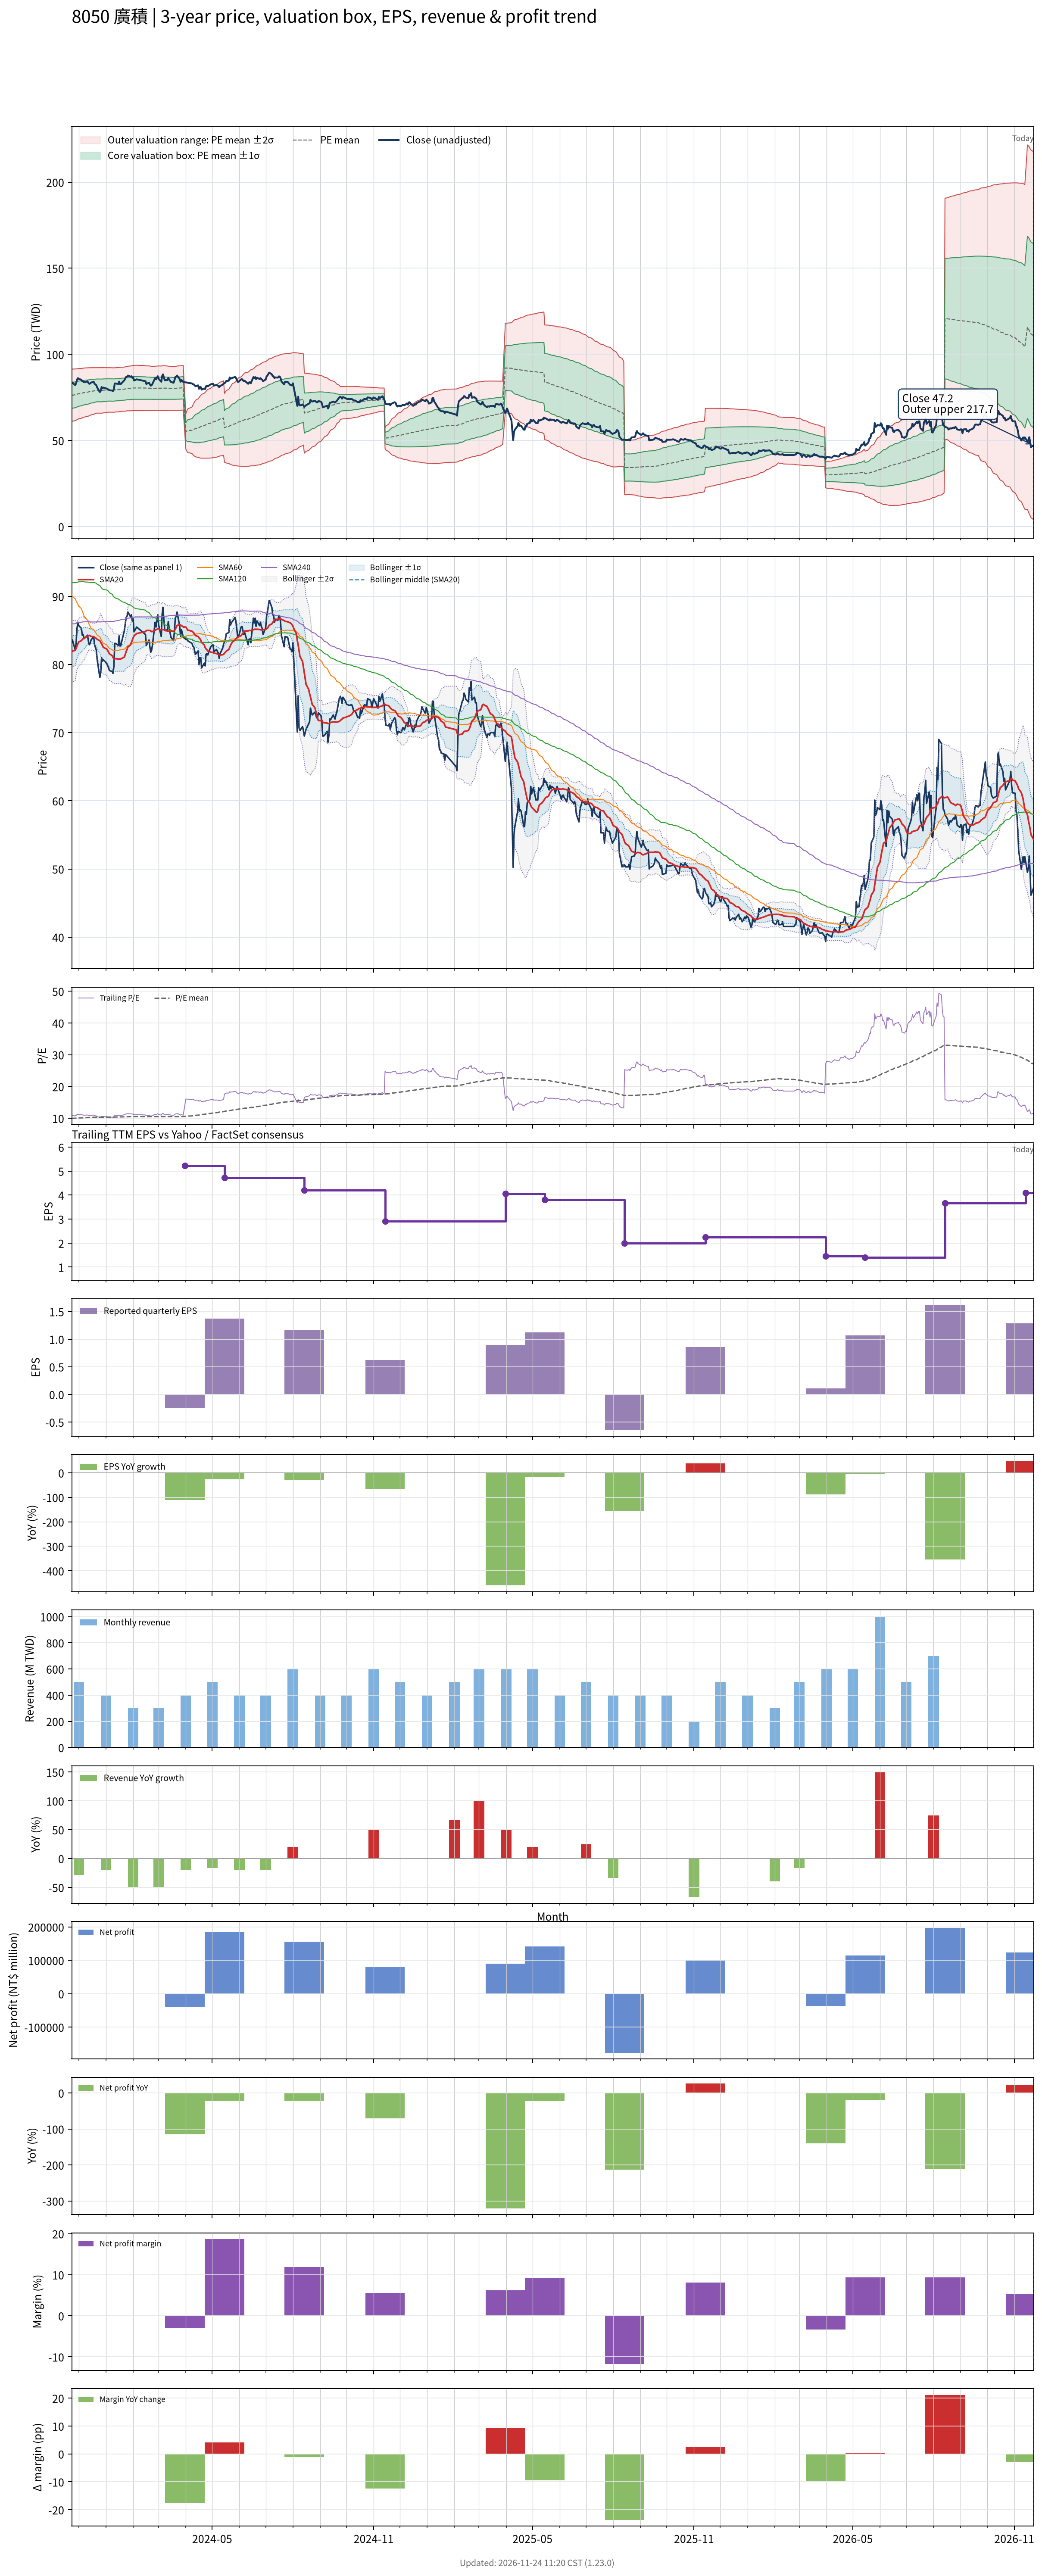 8050 廣積 | 3-year price, valuation box, EPS, revenue & profit trend
Outer valuation range: PE mean ±2σ
Core valuation box: PE mean ±1σ
PE mean
Close (unadjusted)
Today
Price (TWD)
200
150
100
50
0
Close 47.2
Outer upper 217.7
Close (same as panel 1)
SMA20
SMA60
SMA120
SMA240
Bollinger ±2σ
Bollinger ±1σ
Bollinger middle (SMA20)
Price
90
80
70
60
50
40
Trailing P/E
P/E mean
P/E
50
40
30
20
10
Trailing TTM EPS vs Yahoo / FactSet consensus
Today
EPS
6
5
4
3
2
1
Reported quarterly EPS
EPS
1.5
1.0
0.5
0.0
-0.5
EPS YoY growth
YoY (%)
0
-100
-200
-300
-400
Monthly revenue
Revenue (M TWD)
1000
800
600
400
200
0
Revenue YoY growth
YoY (%)
150
100
50
0
-50
Month
Net profit
Net profit (NT$ million)
200000
100000
0
-100000
Net profit YoY
YoY (%)
0
-100
-200
-300
Net profit margin
Margin (%)
20
10
0
-10
Margin YoY change
Δ margin (pp)
20
10
0
-10
-20
2024-05
2024-11
2025-05
2025-11
2026-05
2026-11
Updated: 2026-11-24 11:20 CST (1.23.0)